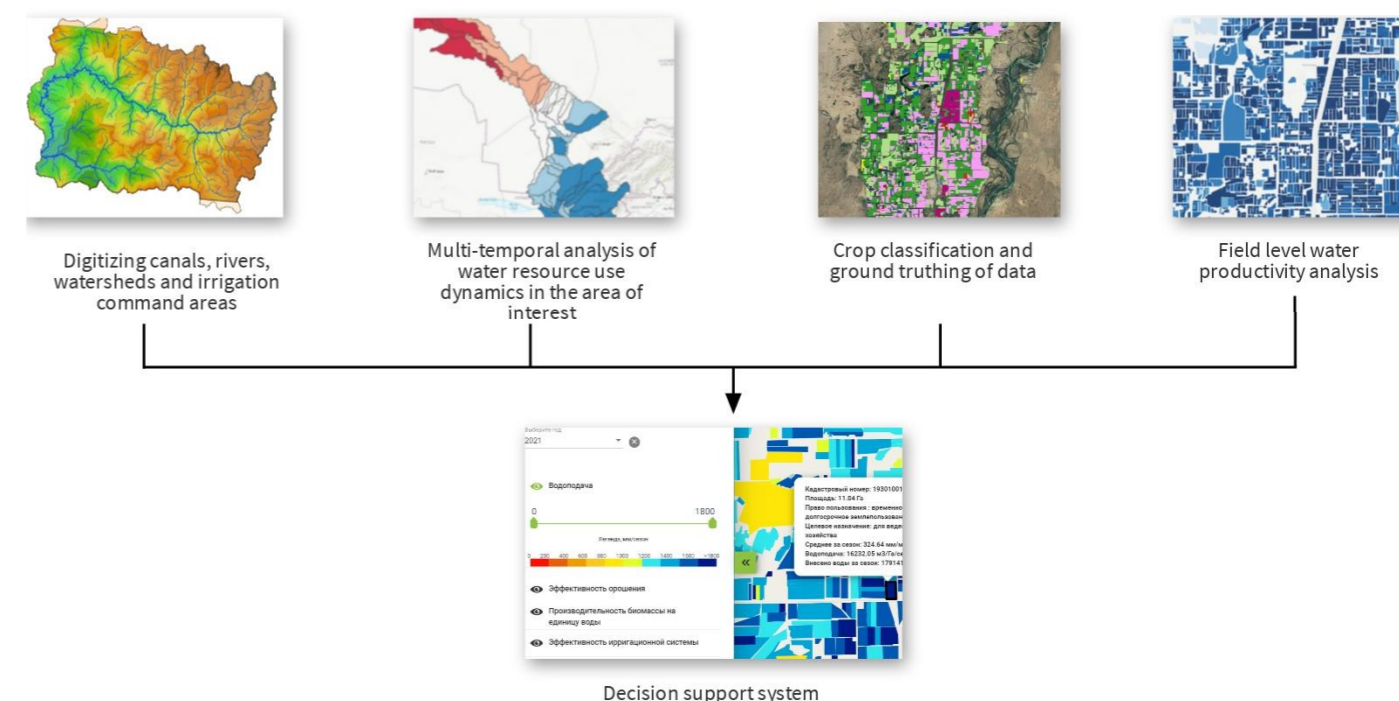 Digitizing canals, rivers,
watersheds and irrigation
command areas
Multi-temporal analysis of
water resource use
dynamics in the area of
interest
Crop classification and
ground truthing of data
Field level water
productivity analysis
Выберите год
2021
Водоподача
0 1800
Легенда, мм/сезон
0 200 400 600 800 1000 1200 1400 1600 >1800
Эффективность орошения
Производительность биомассы на
единицу воды
Эффективность ирригационной системы
Кадастровый номер: 19301001
Площадь: 11.04 Га
Право пользования : временно
долгосрочное землепользован
Целевое назначение: для веде
хозяйства
Среднее за сезон: 324.64 мм/м
Водоподача: 16232.05 м3/Га/се
Внесено воды за сезон: 179141
Decision support system